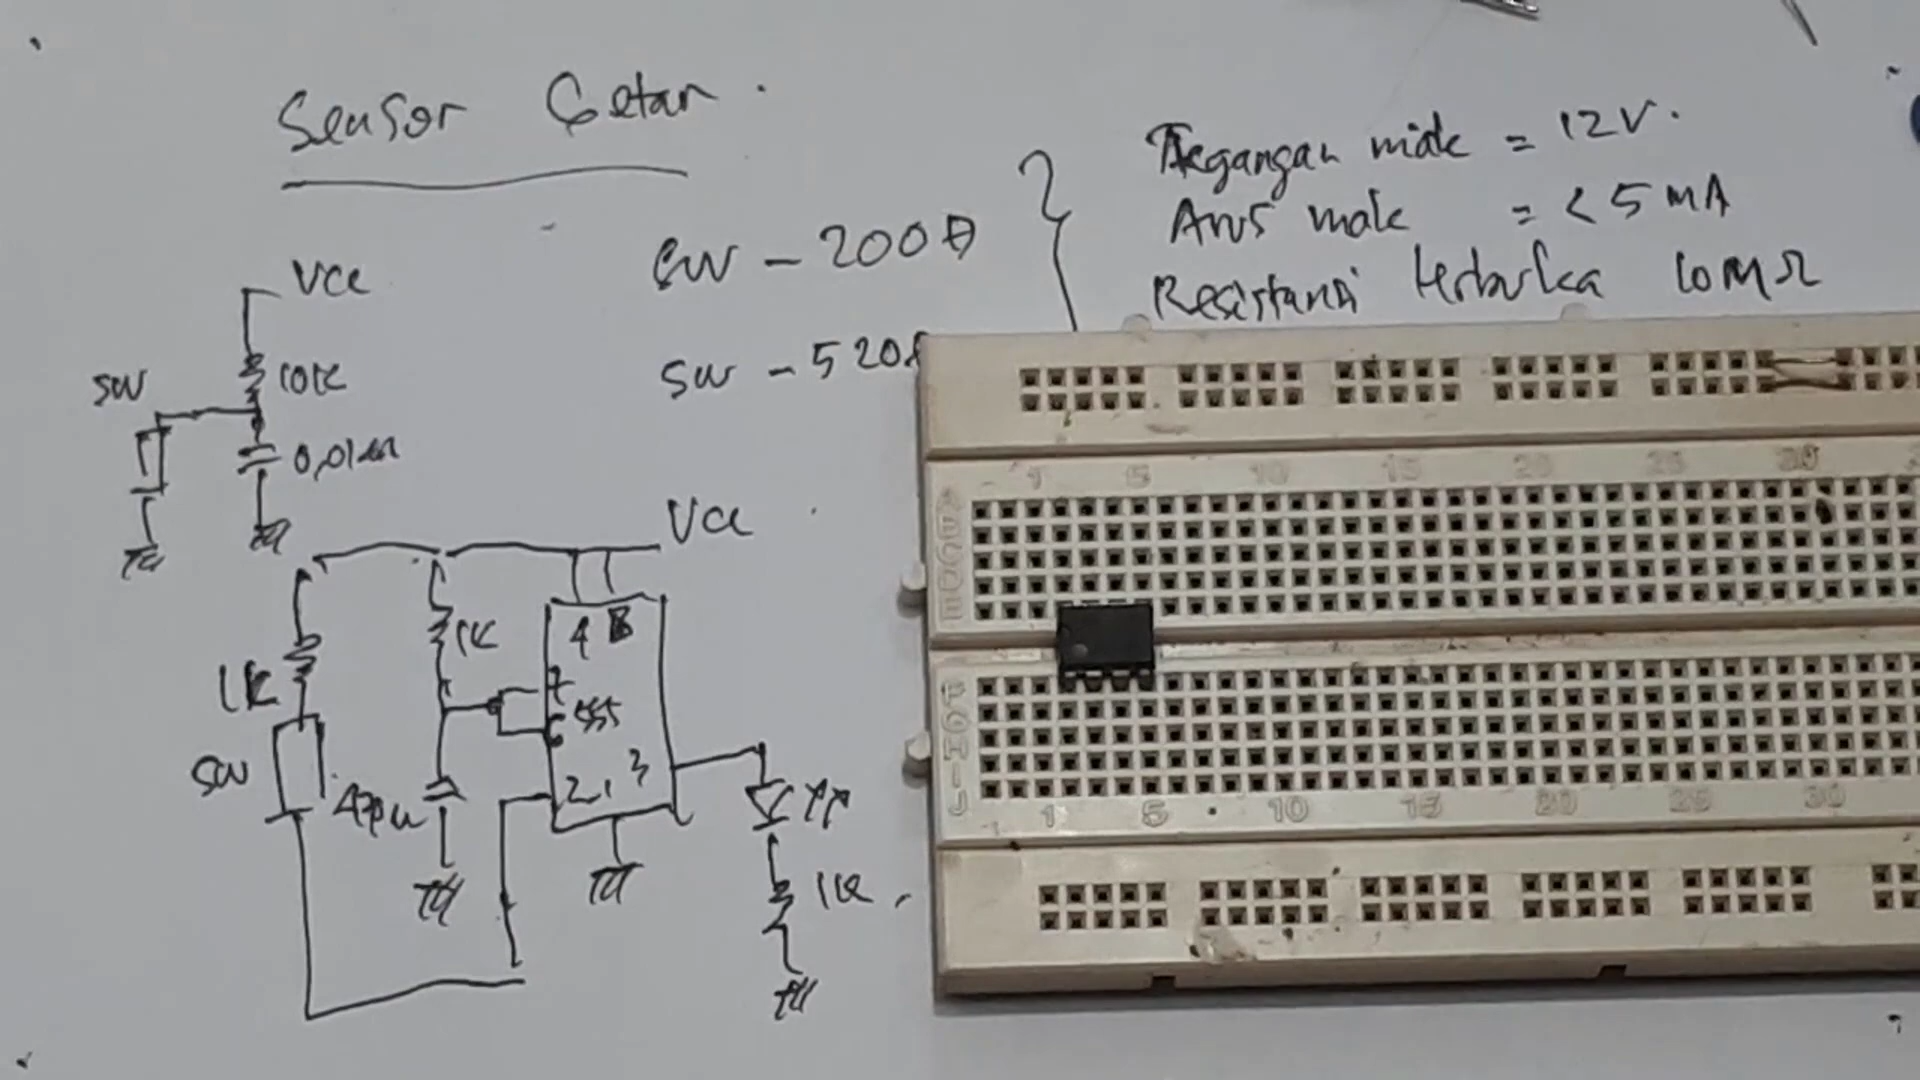 Sensor Getar.
SW - 200D
SW - 520
Tegangan mak = 12V.
Arus mak = < 5 mA
Resistansi terbuka 10MΩ
Vcc
SW
10K
0,01
Vcc
1K
1K
SW
47u
4 8
7
6
555
2 1 3
1K
1 5 10 15 20 25 30
A B C D E
F G H I J
1 5 10 15 20 25 30